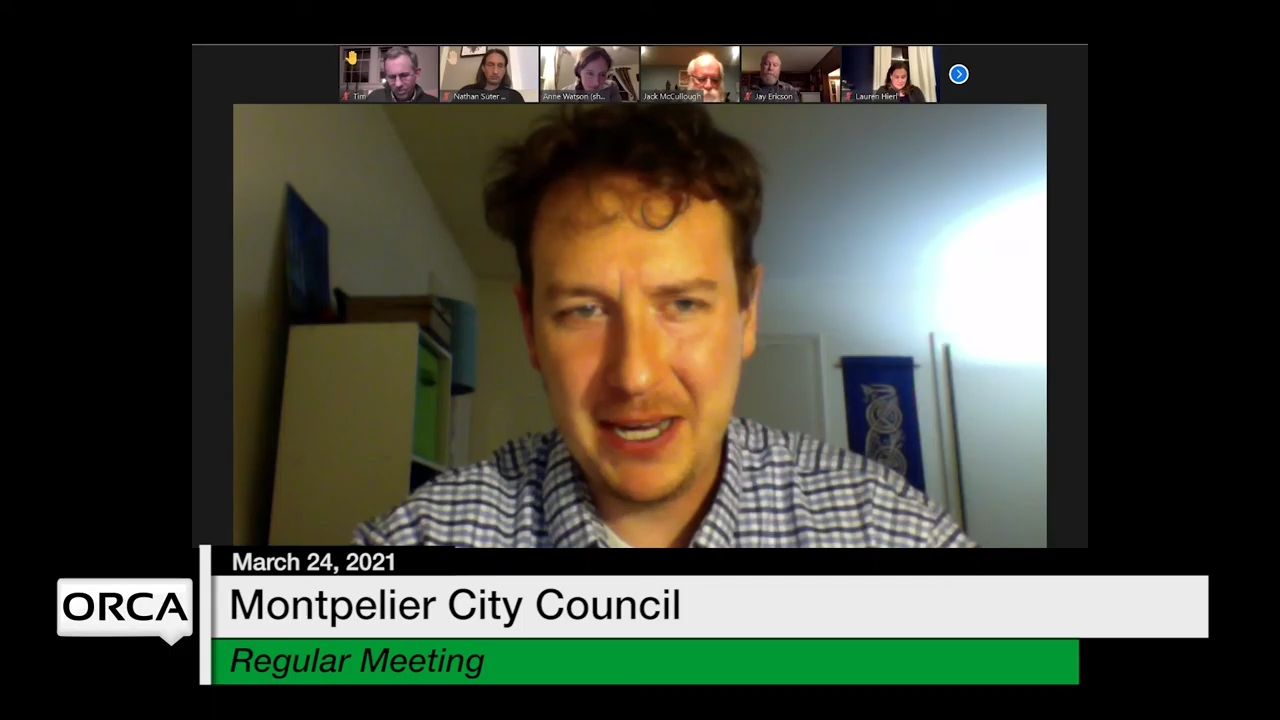 Tim
Nathan Suter ...
Anne Watson (sh...
Jack McCullough
Jay Ericson
Lauren Hierl
March 24, 2021
ORCA
Montpelier City Council
Regular Meeting